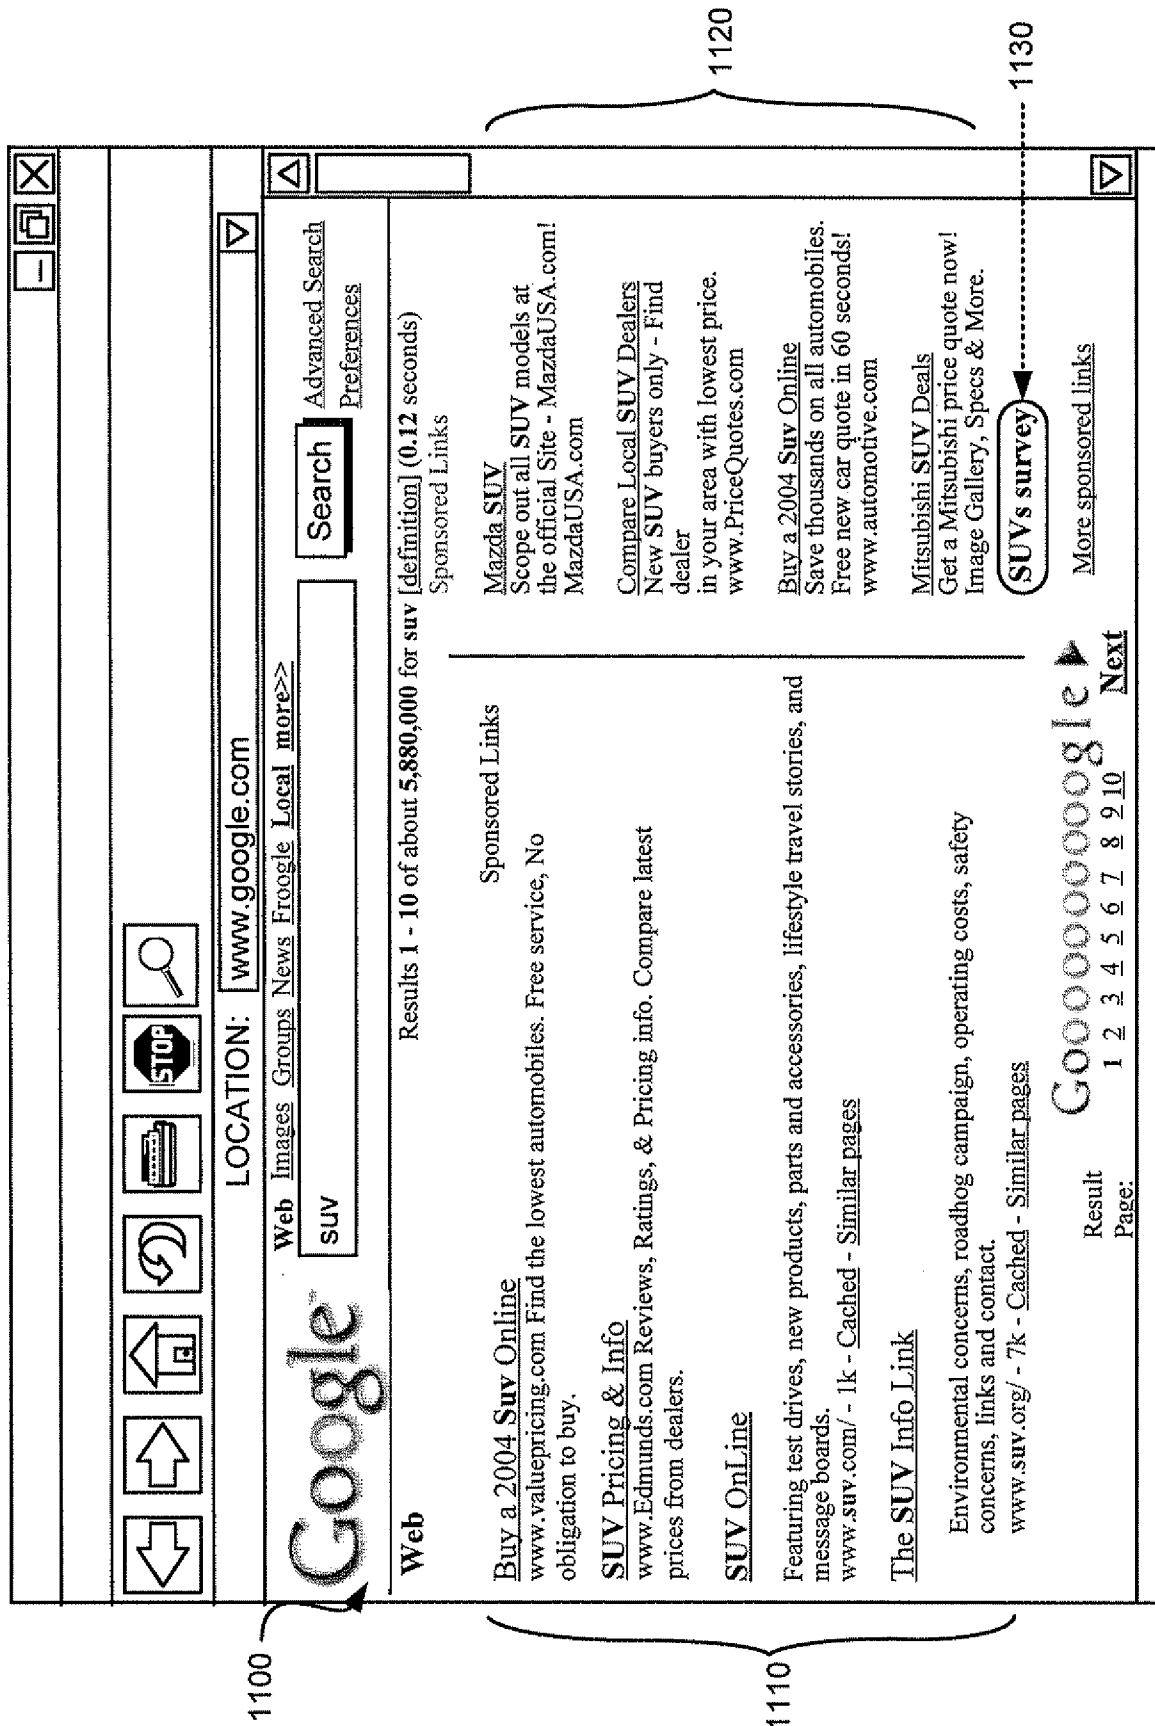 LOCATION: www.google.com
Google™
Web Images Groups News Froogle Local more>>
suv
Search
Advanced Search
Preferences
Web
Results 1 - 10 of about 5,880,000 for suv [definition] (0.12 seconds)
Sponsored Links
Buy a 2004 Suv Online
www.valuepricing.com Find the lowest automobiles. Free service, No
obligation to buy.
SUV Pricing & Info
www.Edmunds.com Reviews, Ratings, & Pricing info. Compare latest
prices from dealers.
SUV OnLine
Featuring test drives, new products, parts and accessories, lifestyle travel stories, and
message boards.
www.suv.com/ - 1k - Cached - Similar pages
The SUV Info Link
Environmental concerns, roadhog campaign, operating costs, safety
concerns, links and contact.
www.suv.org/ - 7k - Cached - Similar pages
Sponsored Links
Mazda SUV
Scope out all SUV models at
the official Site - MazdaUSA.com!
MazdaUSA.com
Compare Local SUV Dealers
New SUV buyers only - Find
dealer
in your area with lowest price.
www.PriceQuotes.com
Buy a 2004 Suv Online
Save thousands on all automobiles.
Free new car quote in 60 seconds!
www.automotive.com
Mitsubishi SUV Deals
Get a Mitsubishi price quote now!
Image Gallery, Specs & More.
SUVs survey
More sponsored links
Gooooooooogle
Result
Page:
1 2 3 4 5 6 7 8 9 10
Next
STOP
1100
1110
1120
1130